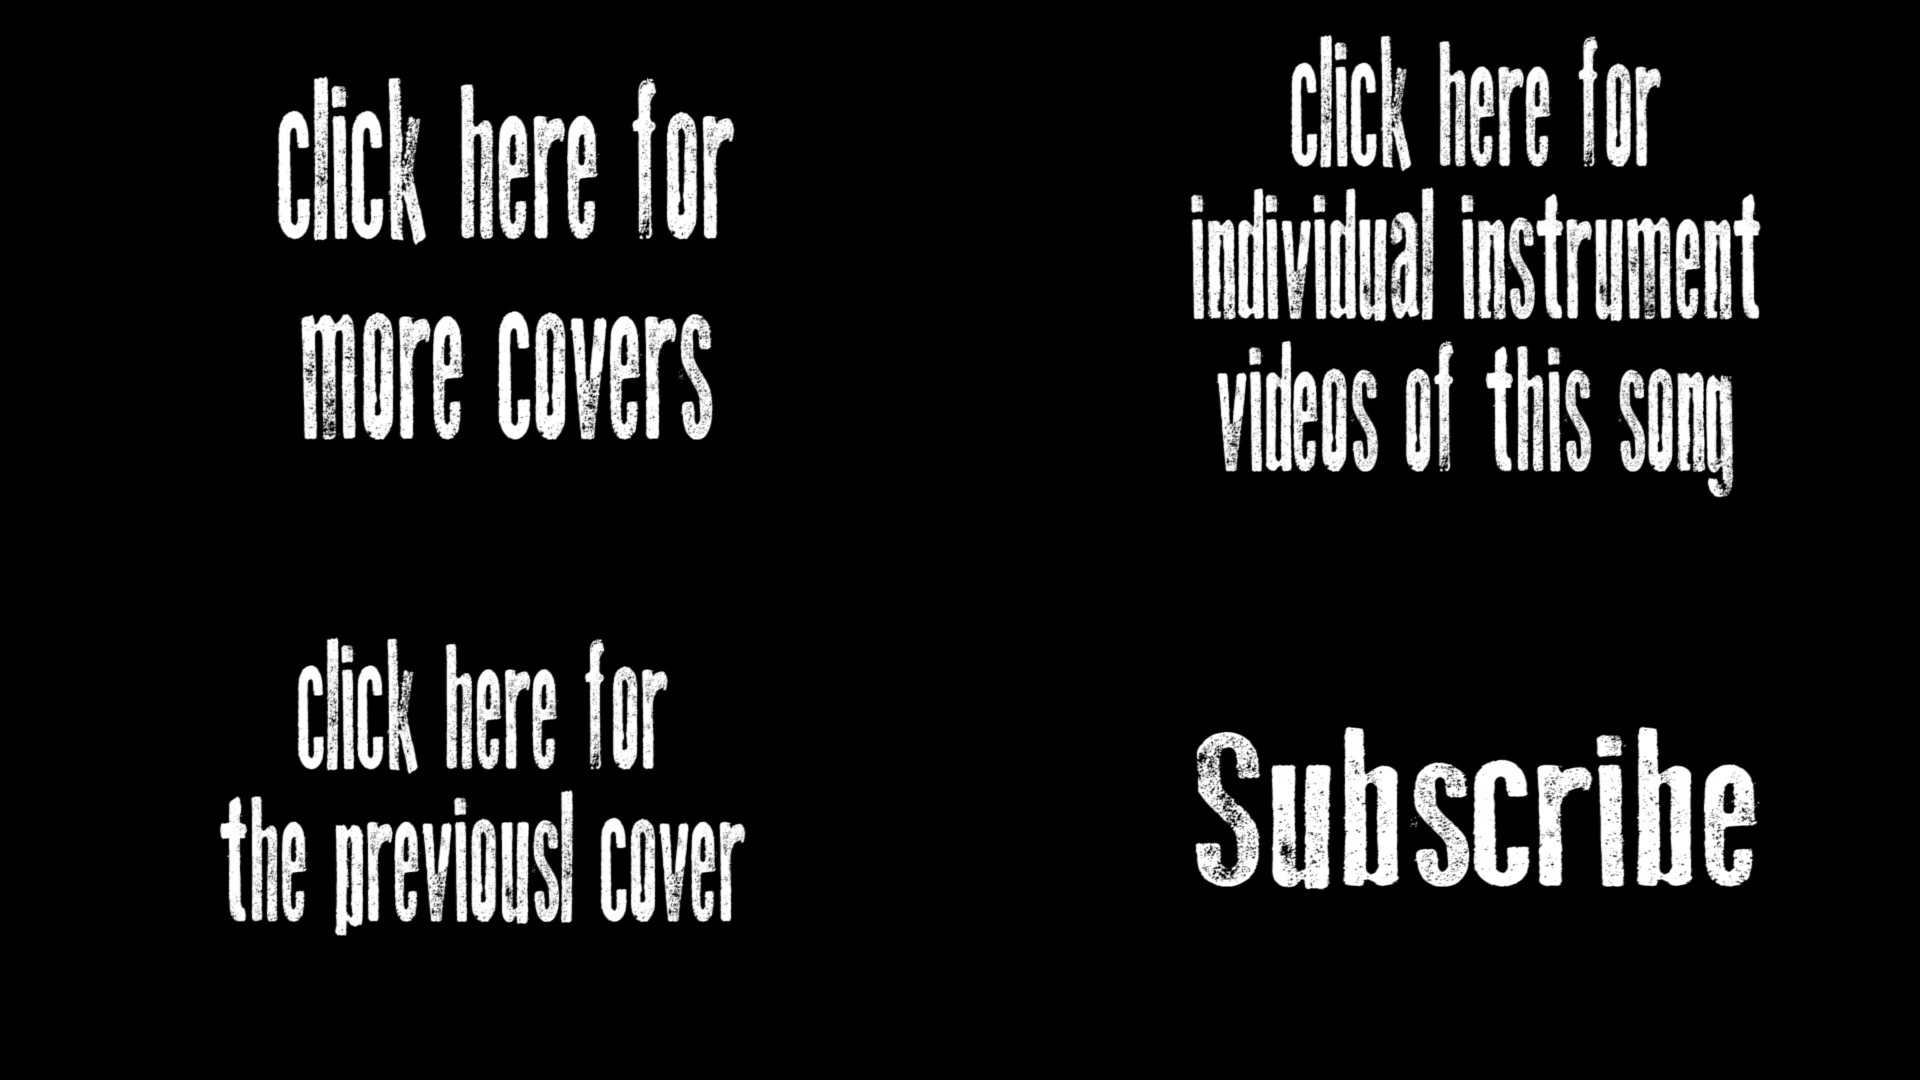 click here for
more covers
click here for
individual instrument
videos of this song
click here for
the previousl cover
Subscribe